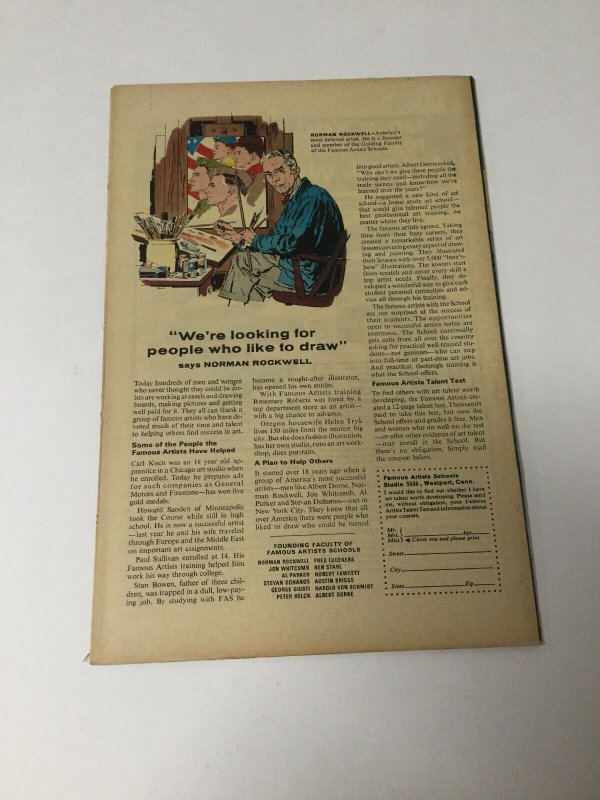 NORMAN ROCKWELL—America's
most beloved artist. He is a founder
and member of the Guiding Faculty
of the Famous Artists Schools.
"We're looking for
people who like to draw"
says NORMAN ROCKWELL
Today hundreds of men and women
who never thought they could be art-
ists are working at easels and drawing
boards, making pictures and getting
well paid for it. They all can thank a
group of famous artists who have de-
voted much of their time and talent
to helping others find success in art.
Some of the People the
Famous Artists Have Helped
Carl Koch was an 18 year old ap-
prentice in a Chicago art studio when
he enrolled. Today he prepares ads
for such companies as General
Motors and Firestone—has won five
gold medals.
Howard Sanden of Minneapolis
took the Course while still in high
school. He is now a successful artist
—last year he and his wife traveled
through Europe and the Middle East
on important art assignments.
Paul Sullivan enrolled at 14. His
Famous Artists training helped him
work his way through college.
Stan Bowen, father of three chil-
dren, was trapped in a dull, low-pay-
ing job. By studying with FAS he
became a sought-after illustrator,
has opened his own studio.
With Famous Artists training
Rosemary Roberts was hired by a
top department store as an artist—
with a big chance to advance.
Oregon housewife Helen Tryk
lives 150 miles from the nearest big
city. But she does fashion illustration,
has her own studio, runs an art work-
shop, does portraits.
A Plan to Help Others
It started over 18 years ago when a
group of America's most successful
artists—men like Albert Dorne, Nor-
man Rockwell, Jon Whitcomb, Al
Parker and Stevan Dohanos—met in
New York City. They knew that all
over America there were people who
liked to draw who could be turned
into good artists. Albert Dorne asked,
"Why can't we give these people the
training they need—including all the
trade secrets and know-how we've
learned over the years?"
He suggested a new kind of art
school—a home study art school—
that would give talented people the
best professional art training, no
matter where they live.
The famous artists agreed. Taking
time from their busy careers, they
created a remarkable series of art
lessons covering every aspect of draw-
ing and painting. They illustrated
their lessons with over 5,000 "here's-
how" illustrations. The lessons start
from scratch and cover every skill a
top artist needs. Finally, they de-
veloped a wonderful way to give each
student personal correction and ad-
vice all through his training.
The famous artists with the School
are not surprised at the success of
their students. The opportunities
open to successful artists today are
enormous. The School continually
gets calls from all over the country
asking for practical well-trained stu-
dents—not geniuses—who can step
into full-time or part-time art jobs.
And practical, thorough training is
what the School offers.
Famous Artists Talent Test
To find others with art talent worth
developing, the Famous Artists cre-
ated a 12-page talent test. Thousands
paid to take this test, but now the
School offers and grades it free. Men
and women who do well on the test
—or offer other evidence of art talent
—may enroll in the School. But
there's no obligation. Simply mail
the coupon below.
FOUNDING FACULTY OF
FAMOUS ARTISTS SCHOOLS
NORMAN ROCKWELL FRED LUDEKENS
JON WHITCOMB BEN STAHL
AL PARKER ROBERT FAWCETT
STEVAN DOHANOS AUSTIN BRIGGS
GEORGE GIUSTI HAROLD VON SCHMIDT
PETER HELCK ALBERT DORNE
Famous Artists Schools
Studio , Westport, Conn.
I would like to find out whether I have
art talent worth developing. Please send
me, without obligation, your Famous
Artists Talent Test and information about
your courses.
Mr.
Mrs. Age
Miss Circle one and please print
Street
City
State Zip